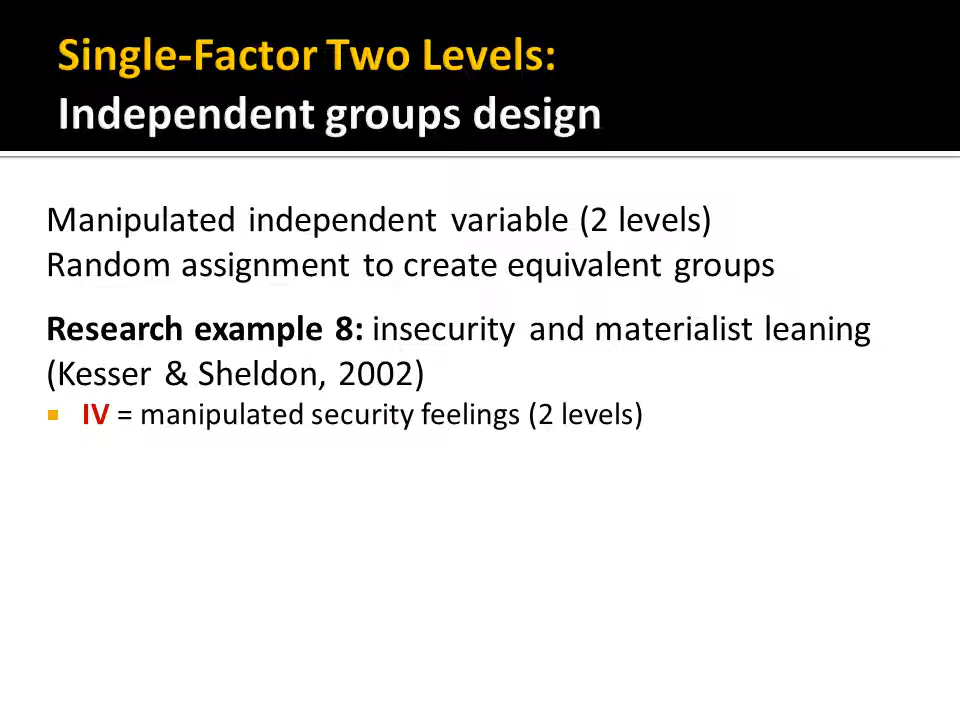 Single-Factor Two Levels:
Independent groups design
Manipulated independent variable (2 levels)
Random assignment to create equivalent groups
Research example 8: insecurity and materialist leaning
(Kesser & Sheldon, 2002)
IV = manipulated security feelings (2 levels)